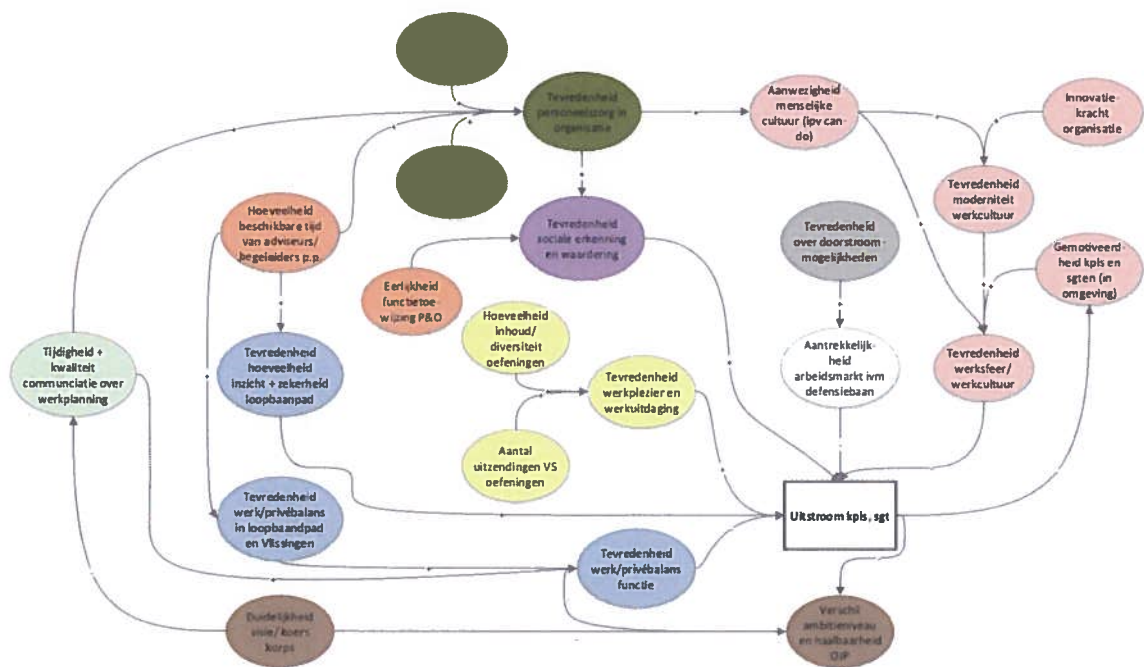 Tevredenheid
personeelszorg in
organisatie
Aanwezigheid
menselijke
cultuur (ipv can-
do)
Innovatie-
kracht
organisatie
Tevredenheid
moderniteit
werkcultuur
Hoeveelheid
beschikbare tijd
van adviseurs/
begeleiders p.p.
Tevredenheid
sociale erkenning
en waardering
Tevredenheid
over doorstroom-
mogelijkheden
Gemotiveerd-
heid kpls en
sgten (in
omgeving)
Eerlijkheid
functietoe-
wijzing P&O
Hoeveelheid
inhoud/
diversiteit
oefeningen
Tijdigheid +
kwaliteit
communciatie over
werkplanning
Tevredenheid
hoeveelheid
inzicht + zekerheid
loopbaanpad
Tevredenheid
werkplezier en
werkuitdaging
Aantrekkelijk-
heid
arbeidsmarkt ivm
defensiebaan
Tevredenheid
werksfeer/
werkcultuur
Aantal
uitzendingen VS
oefeningen
Tevredenheid
werk/privébalans
in loopbaandpad
en Vlissingen
Uitstroom kpls, sgt
Tevredenheid
werk/privébalans
functie
Duidelijkheid
visie/ koers
korps
Verschil
ambitieniveau
en haalbaarheid
OJP